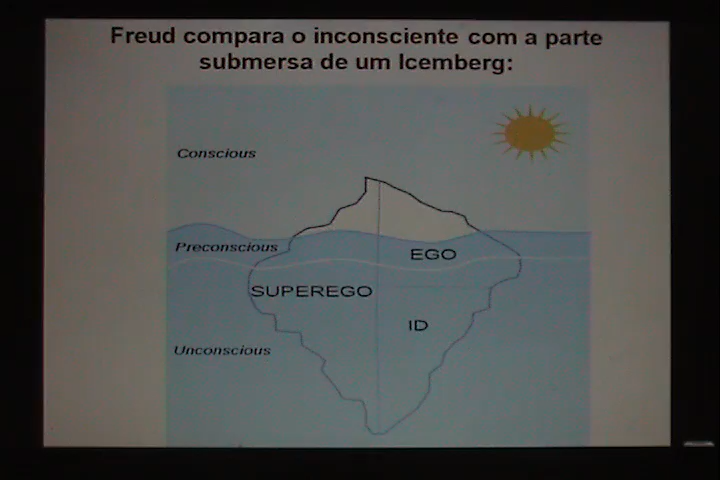 Freud compara o inconsciente com a parte
submersa de um Icemberg:
Conscious
Preconscious
EGO
SUPEREGO
ID
Unconscious